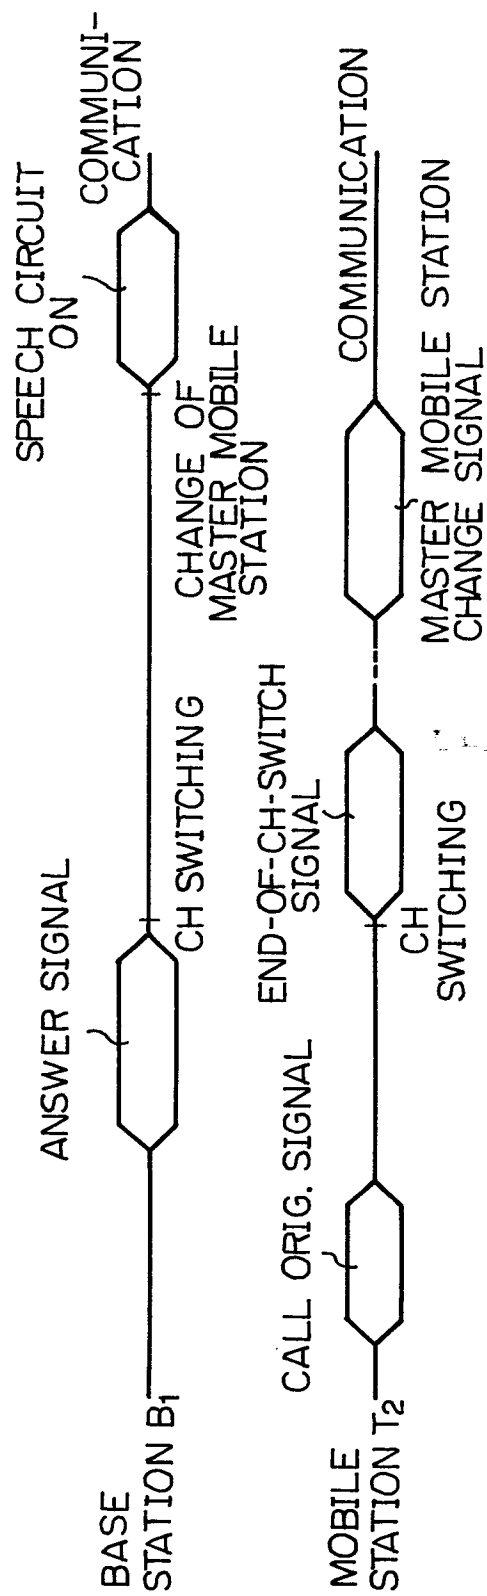 BASE
STATION B1
ANSWER SIGNAL
CH SWITCHING
CHANGE OF
MASTER MOBILE
STATION
SPEECH CIRCUIT
ON
COMMUNI-
CATION
MOBILE
STATION T2
CALL ORIG. SIGNAL
CH
SWITCHING
END-OF-CH-SWITCH
SIGNAL
MASTER MOBILE STATION
CHANGE SIGNAL
COMMUNICATION